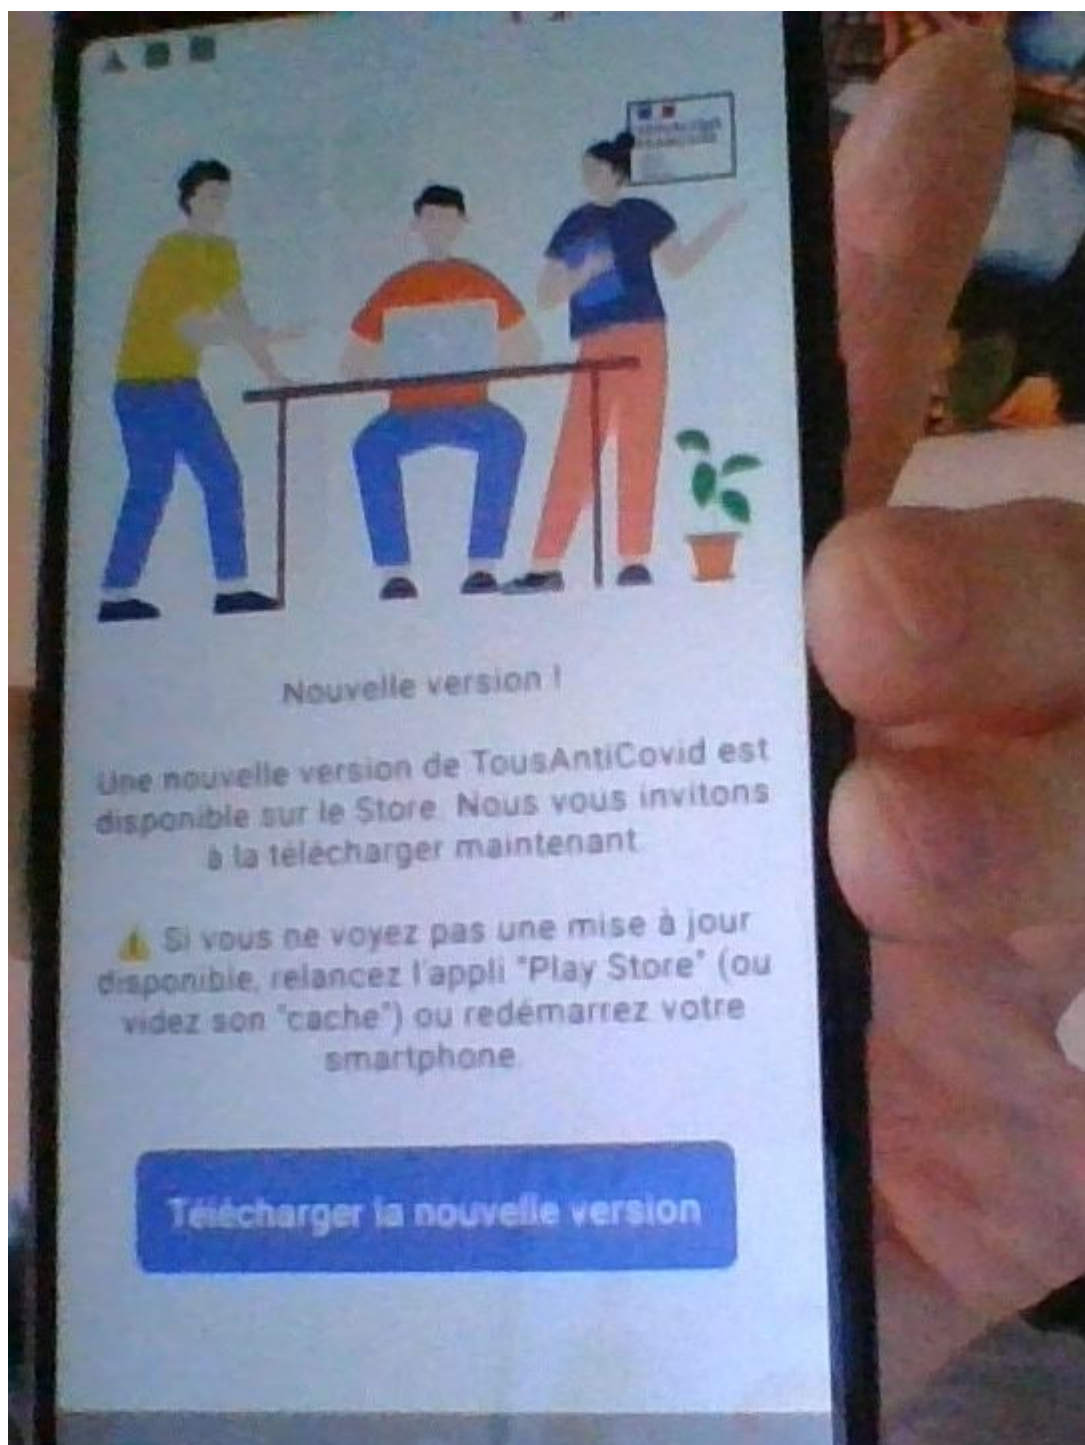 RÉPUBLIQUE
FRANÇAISE
Nouvelle version !
Une nouvelle version de TousAntiCovid est
disponible sur le Store. Nous vous invitons
à la télécharger maintenant.
Si vous ne voyez pas une mise à jour
disponible, relancez l'appli "Play Store" (ou
videz son "cache") ou redémarrez votre
smartphone.
Télécharger la nouvelle version